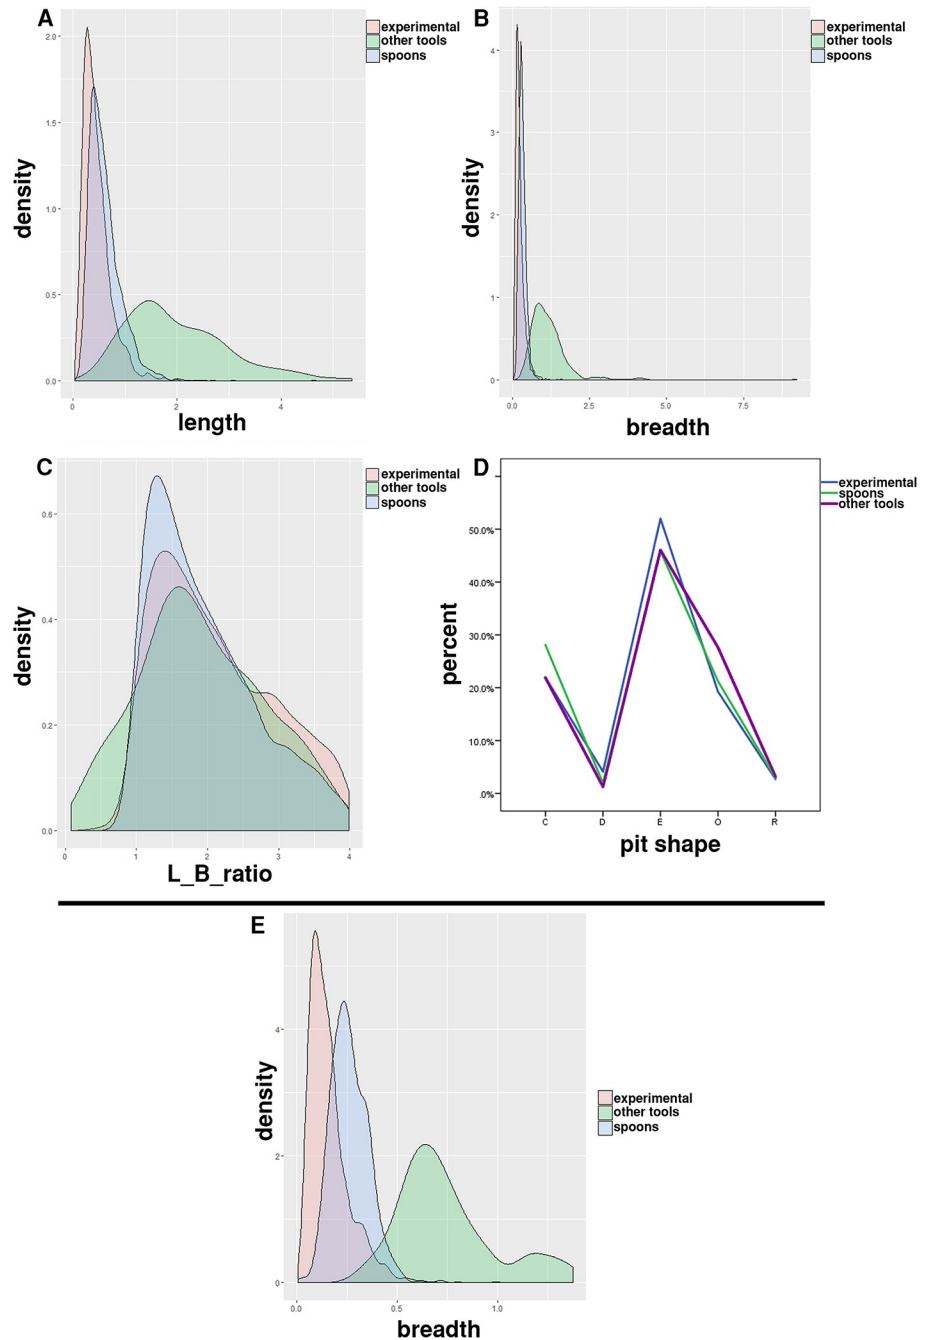 A
experimental
other tools
spoons
2.0
1.5
1.0
0.5
0.0
density
0
2
4
length
B
experimental
other tools
spoons
4
3
2
1
0
density
0.0
2.5
5.0
7.5
breadth
C
experimental
other tools
spoons
0.6
0.4
0.2
0.0
density
0
1
2
3
4
L_B_ratio
D
experimental
spoons
other tools
50.0%
40.0%
30.0%
20.0%
10.0%
.0%
percent
C
D
E
O
R
pit shape
E
experimental
other tools
spoons
4
2
0
density
0.0
0.5
1.0
breadth